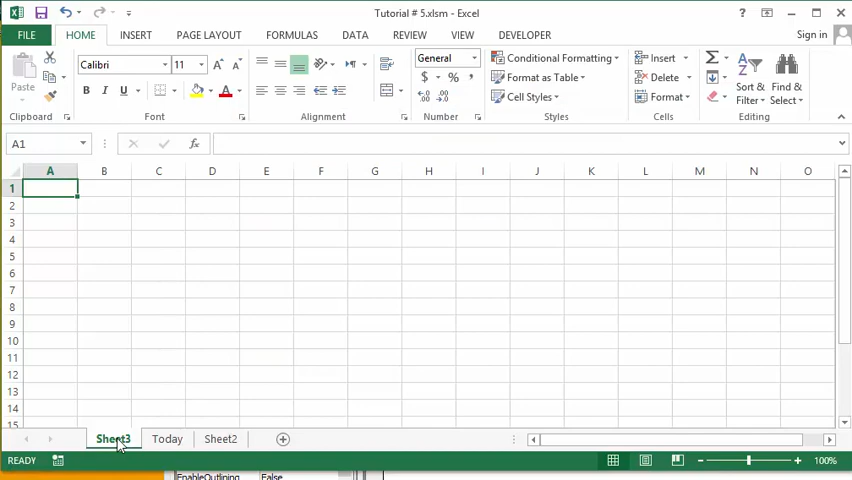 Tutorial # 5.xlsm - Excel
?
FILE HOME INSERT PAGE LAYOUT FORMULAS DATA REVIEW VIEW DEVELOPER Sign in
Paste
Clipboard
Calibri 11
B I U
Font
Alignment
General
$ %
Number
Conditional Formatting
Format as Table
Cell Styles
Styles
Insert
Delete
Format
Cells
Sort &
Filter
Find &
Select
Editing
A1 fx
A B C D E F G H I J K L M N O
1
2
3
4
5
6
7
8
9
10
11
12
13
14
15
Sheet3 Today Sheet2
READY 100%
EnableOutlining False